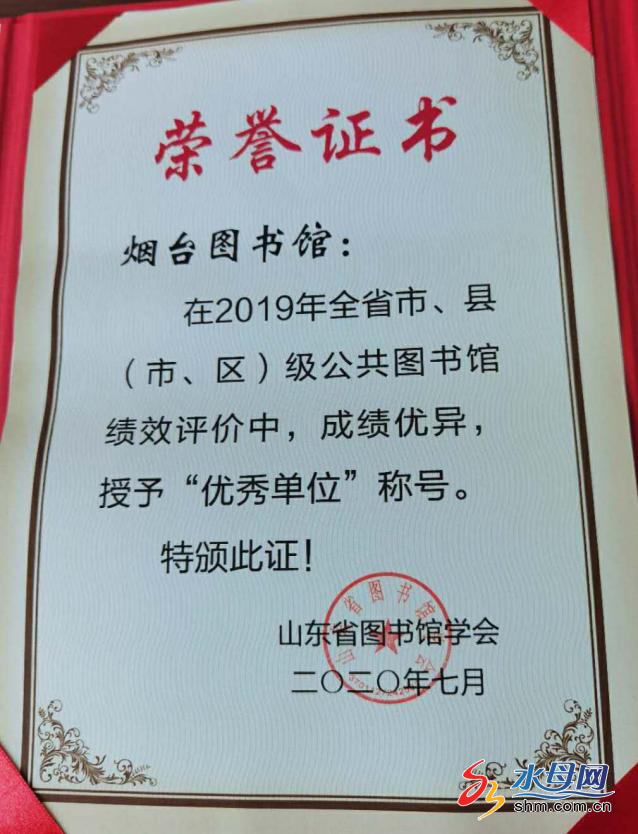 荣誉证书
烟台图书馆：
在2019年全省市、县
（市、区）级公共图书馆
绩效评价中，成绩优异，
授予“优秀单位”称号。
特颁此证！
山东省图书馆学会
二〇二〇年七月
水母网
shm.com.cn